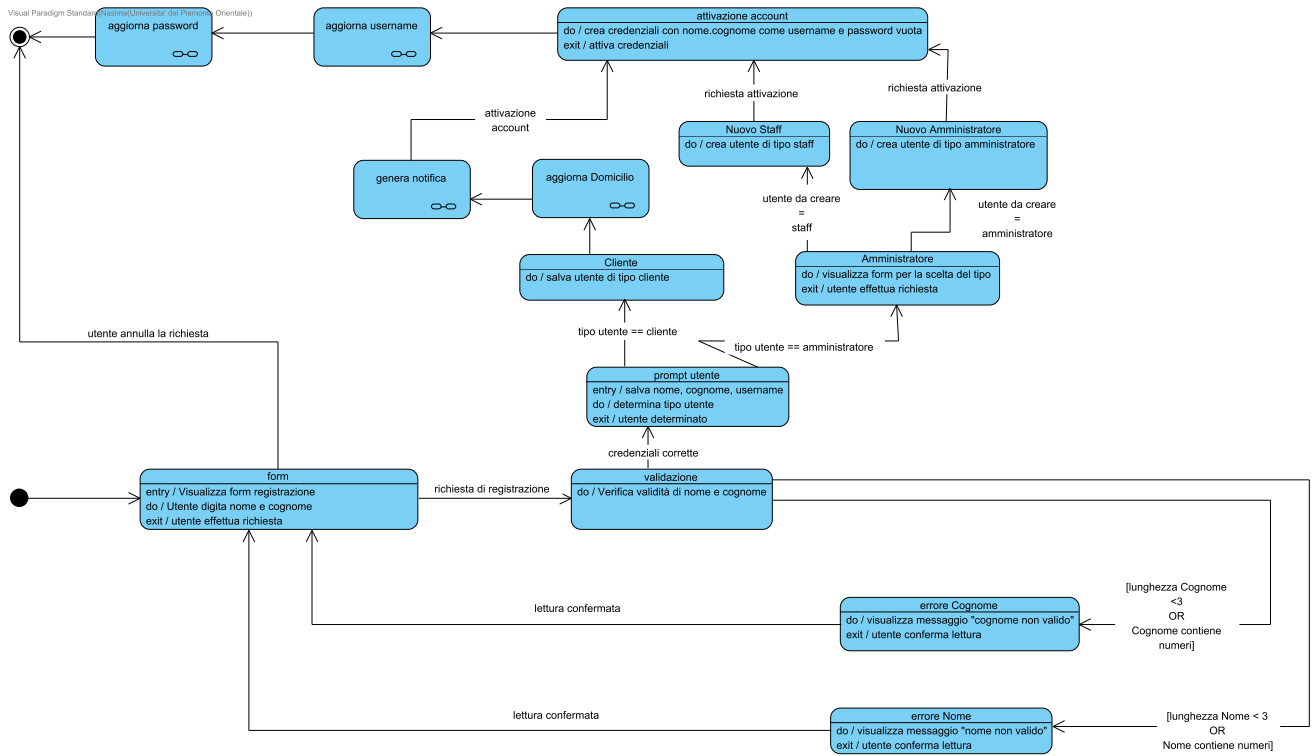 Visual Paradigm Standard(Nasima(Universita' del Piemonte Orientale))
aggiorna password
aggiorna username
attivazione account
do / crea credenziali con nome.cognome come username e password vuota
exit / attiva credenziali
richiesta attivazione
richiesta attivazione
attivazione
account
Nuovo Staff
do / crea utente di tipo staff
Nuovo Amministratore
do / crea utente di tipo amministratore
genera notifica
aggiorna Domicilio
utente da creare
=
staff
utente da creare
=
amministratore
Cliente
do / salva utente di tipo cliente
Amministratore
do / visualizza form per la scelta del tipo
exit / utente effettua richiesta
utente annulla la richiesta
tipo utente == cliente
tipo utente == amministratore
prompt utente
entry / salva nome, cognome, username
do / determina tipo utente
exit / utente determinato
credenziali corrette
form
entry / Visualizza form registrazione
do / Utente digita nome e cognome
exit / utente effettua richiesta
richiesta di registrazione
validazione
do / Verifica validità di nome e cognome
lettura confermata
errore Cognome
do / visualizza messaggio "cognome non valido"
exit / utente conferma lettura
[lunghezza Cognome
<3
OR
Cognome contiene
numeri]
lettura confermata
errore Nome
do / visualizza messaggio "nome non valido"
exit / utente conferma lettura
[lunghezza Nome < 3
OR
Nome contiene numeri]